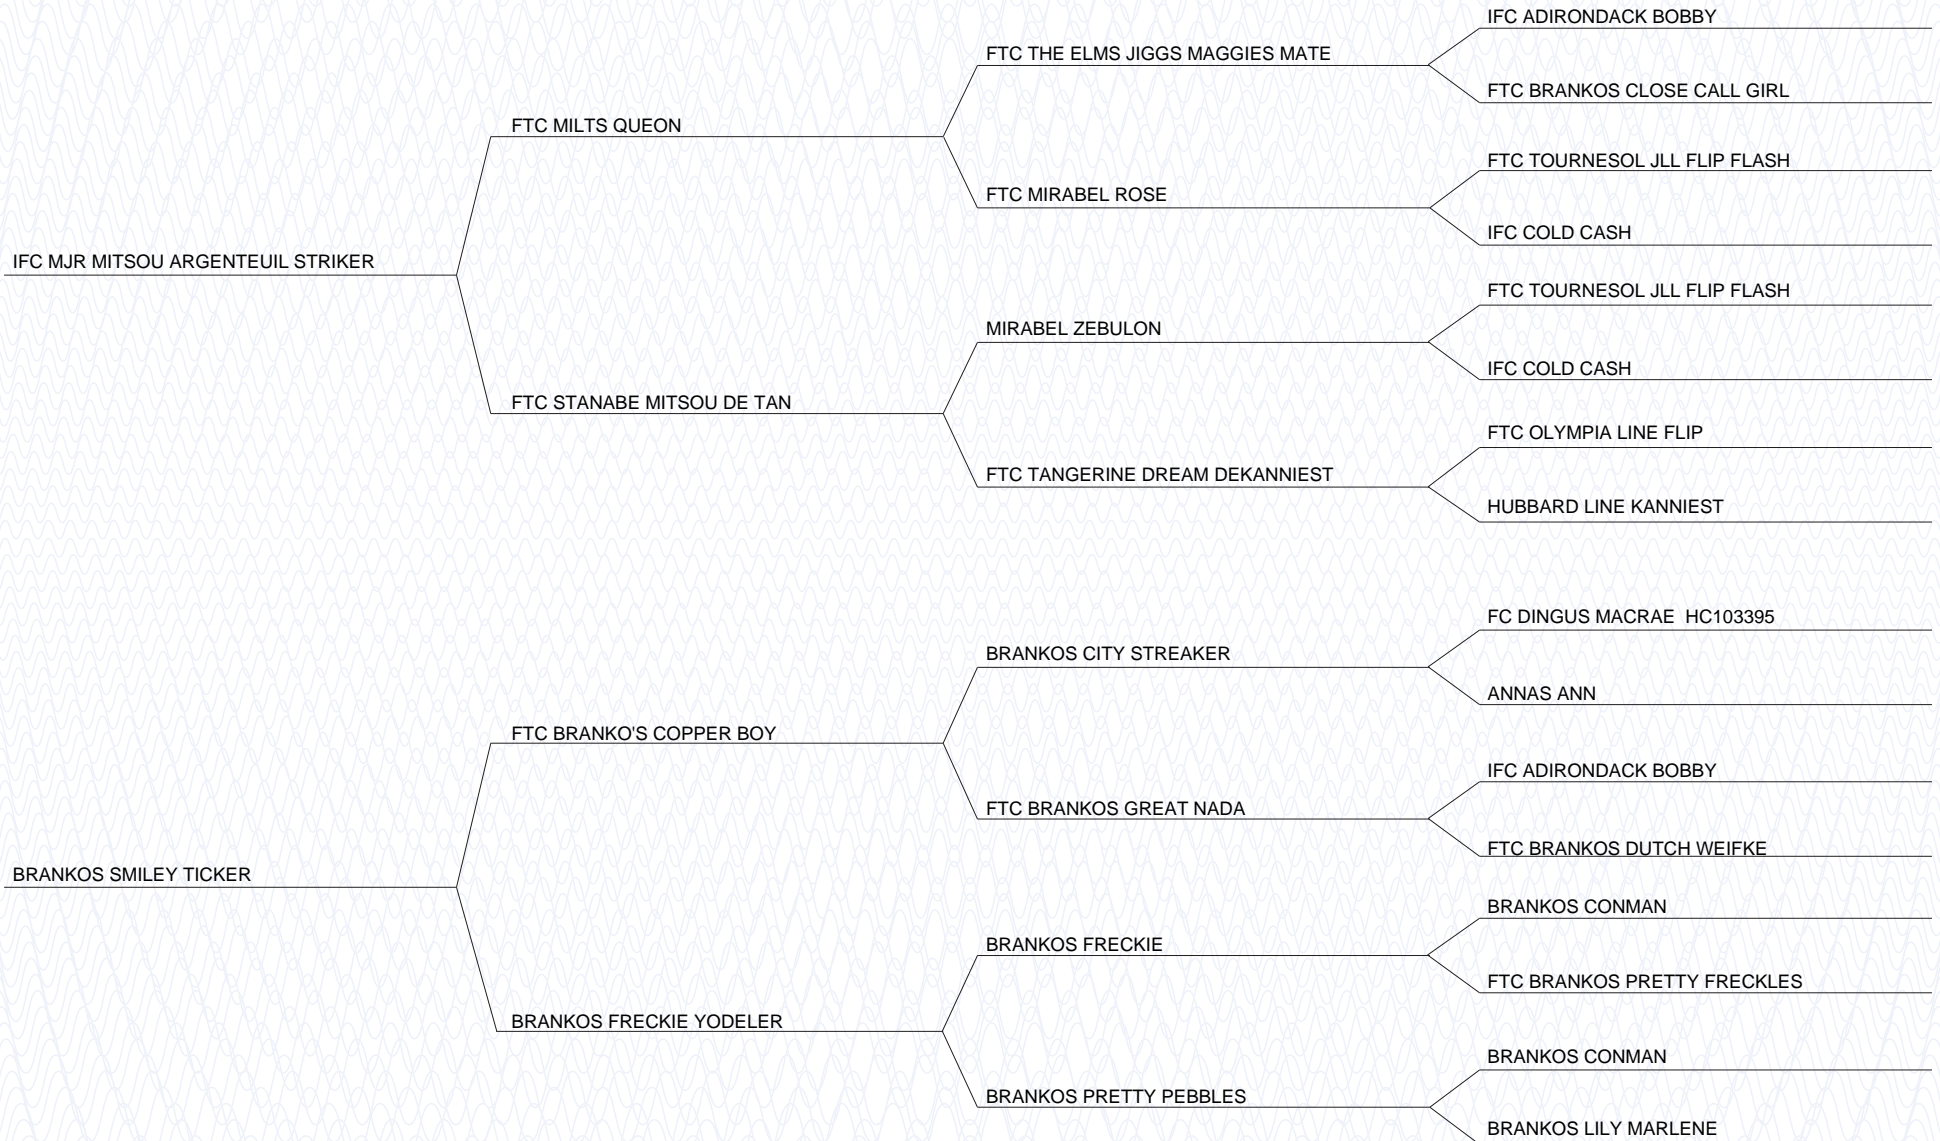 IFC ADIRONDACK BOBBY
FTC THE ELMS JIGGS MAGGIES MATE
FTC BRANKOS CLOSE CALL GIRL
FTC MILTS QUEON
FTC TOURNESOL JLL FLIP FLASH
FTC MIRABEL ROSE
IFC COLD CASH
IFC MJR MITSOU ARGENTEUIL STRIKER
FTC TOURNESOL JLL FLIP FLASH
MIRABEL ZEBULON
IFC COLD CASH
FTC STANABE MITSOU DE TAN
FTC OLYMPIA LINE FLIP
FTC TANGERINE DREAM DEKANNIEST
HUBBARD LINE KANNIEST
FC DINGUS MACRAE  HC103395
BRANKOS CITY STREAKER
ANNAS ANN
FTC BRANKO'S COPPER BOY
IFC ADIRONDACK BOBBY
FTC BRANKOS GREAT NADA
FTC BRANKOS DUTCH WEIFKE
BRANKOS SMILEY TICKER
BRANKOS CONMAN
BRANKOS FRECKIE
FTC BRANKOS PRETTY FRECKLES
BRANKOS FRECKIE YODELER
BRANKOS CONMAN
BRANKOS PRETTY PEBBLES
BRANKOS LILY MARLENE